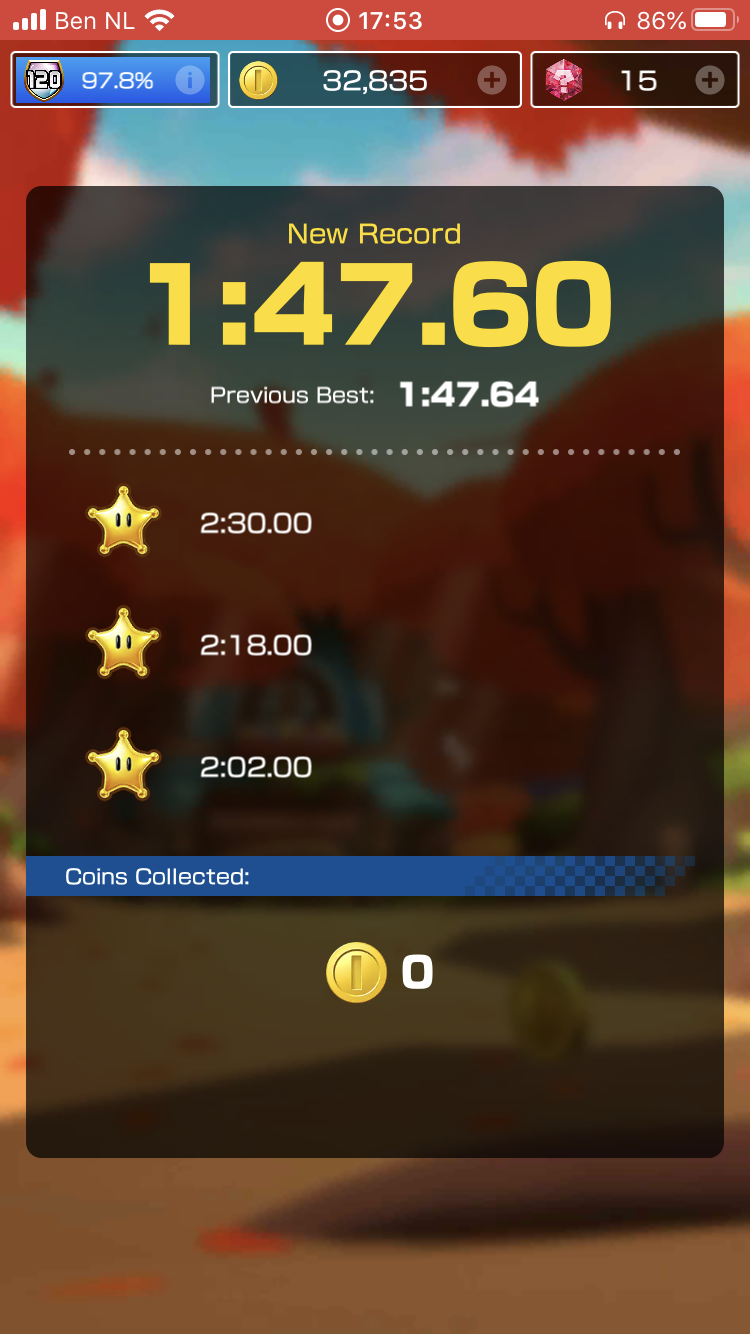 Ben NL 17:53 86%
120 97.8% i 32,835 + ? 15 +
New Record
1:47.60
Previous Best: 1:47.64
2:30.00
2:18.00
2:02.00
Coins Collected:
0